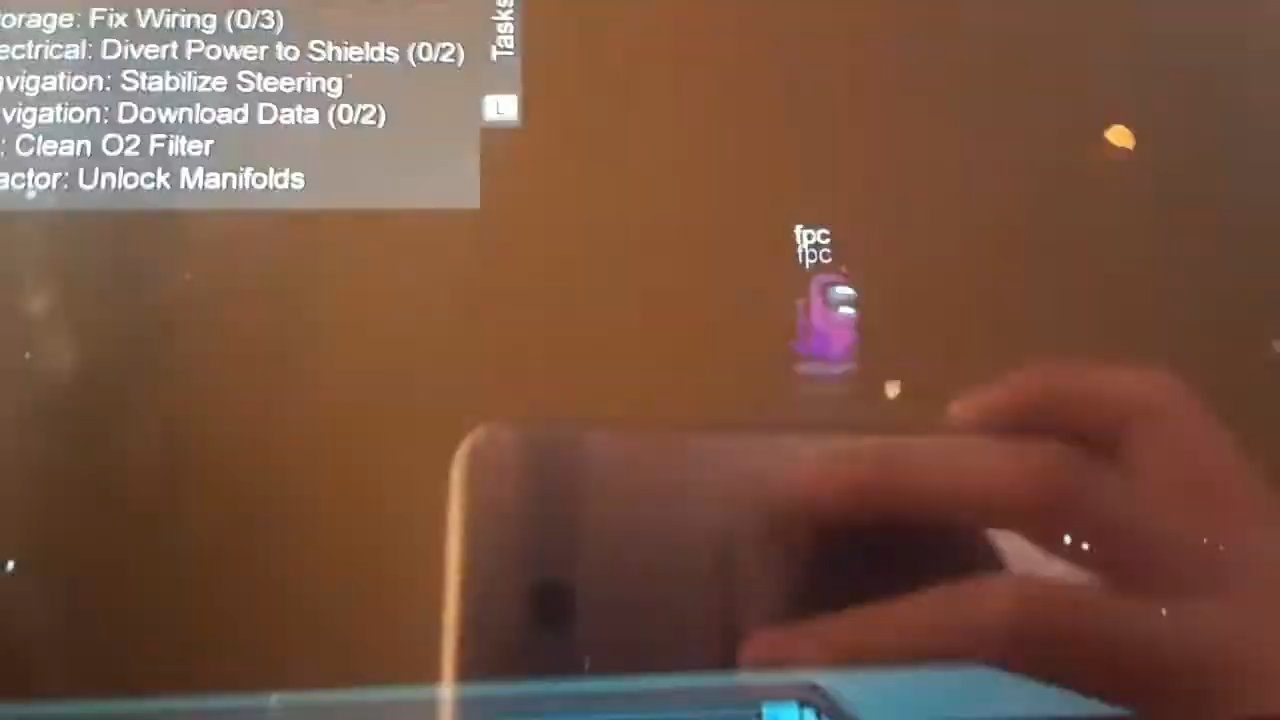 orage: Fix Wiring (0/3)
ectrical: Divert Power to Shields (0/2)
avigation: Stabilize Steering
vigation: Download Data (0/2)
: Clean O2 Filter
actor: Unlock Manifolds
Tasks
L
fpc
fpc